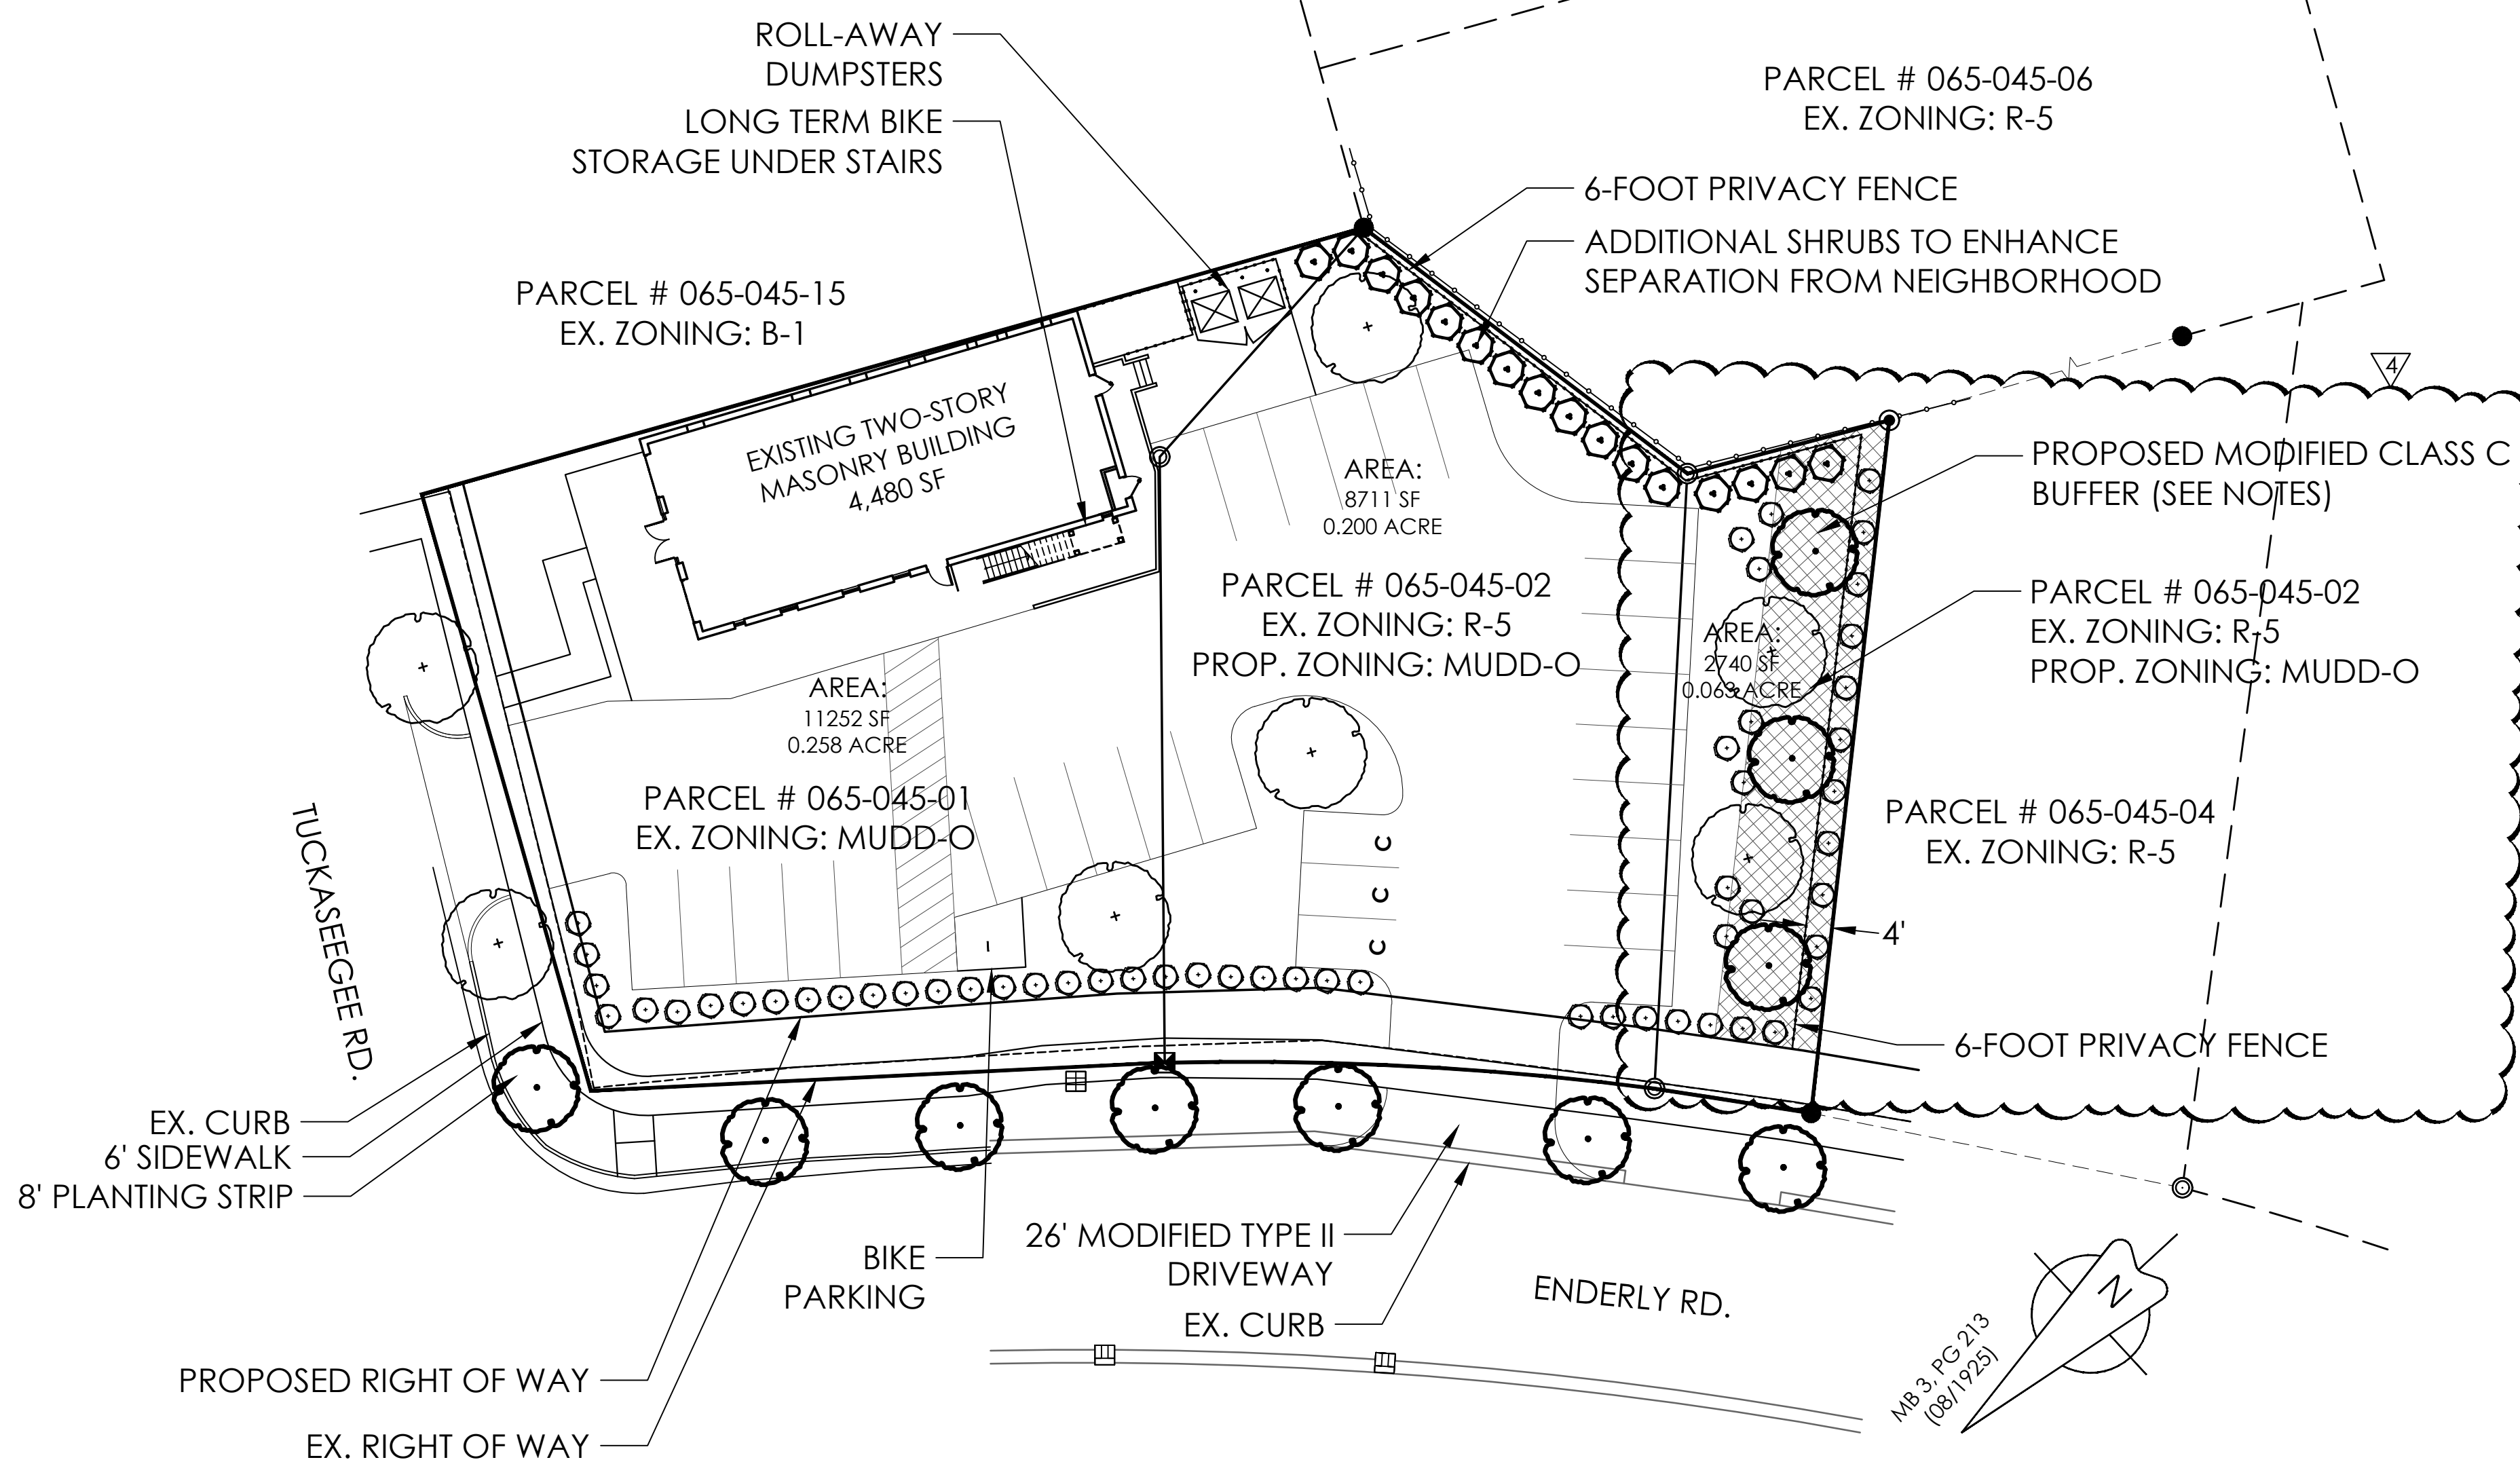 ROLL-AWAY
DUMPSTERS
LONG TERM BIKE
STORAGE UNDER STAIRS
PARCEL # 065-045-06
EX. ZONING: R-5
6-FOOT PRIVACY FENCE
ADDITIONAL SHRUBS TO ENHANCE
SEPARATION FROM NEIGHBORHOOD
PARCEL # 065-045-15
EX. ZONING: B-1
4
EXISTING TWO-STORY
MASONRY BUILDING
4,480 SF
AREA:
8711 SF
0.200 ACRE
PROPOSED MODIFIED CLASS C
BUFFER (SEE NOTES)
PARCEL # 065-045-02
EX. ZONING: R-5
PROP. ZONING: MUDD-O
AREA:
2740 SF
0.063 ACRE
PARCEL # 065-045-02
EX. ZONING: R-5
PROP. ZONING: MUDD-O
AREA:
11252 SF
0.258 ACRE
PARCEL # 065-045-01
EX. ZONING: MUDD-O
PARCEL # 065-045-04
EX. ZONING: R-5
C
C
C
4'
TUCKASEEGEE RD.
6-FOOT PRIVACY FENCE
EX. CURB
6' SIDEWALK
8' PLANTING STRIP
BIKE
PARKING
26' MODIFIED TYPE II
DRIVEWAY
EX. CURB
ENDERLY RD.
N
MB 3, PG 213
(08/1925)
PROPOSED RIGHT OF WAY
EX. RIGHT OF WAY